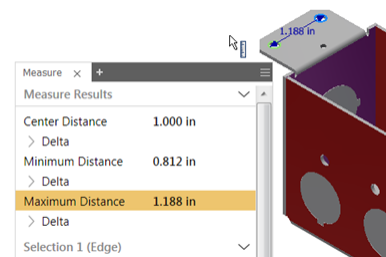 1.188 in
Measure × +
Measure Results
Center Distance 1.000 in
Delta
Minimum Distance 0.812 in
Delta
Maximum Distance 1.188 in
Delta
Selection 1 (Edge)